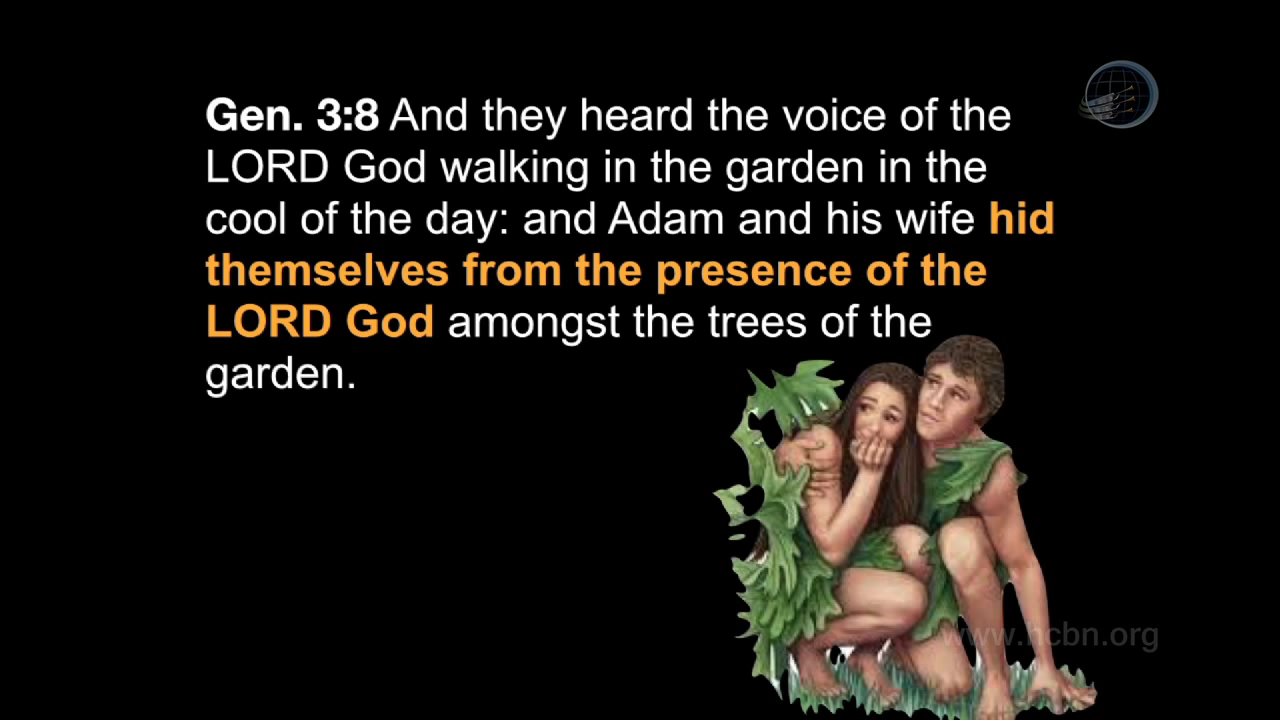 Gen. 3:8 And they heard the voice of the
LORD God walking in the garden in the
cool of the day: and Adam and his wife hid
themselves from the presence of the
LORD God amongst the trees of the
garden.
www.hcbn.org